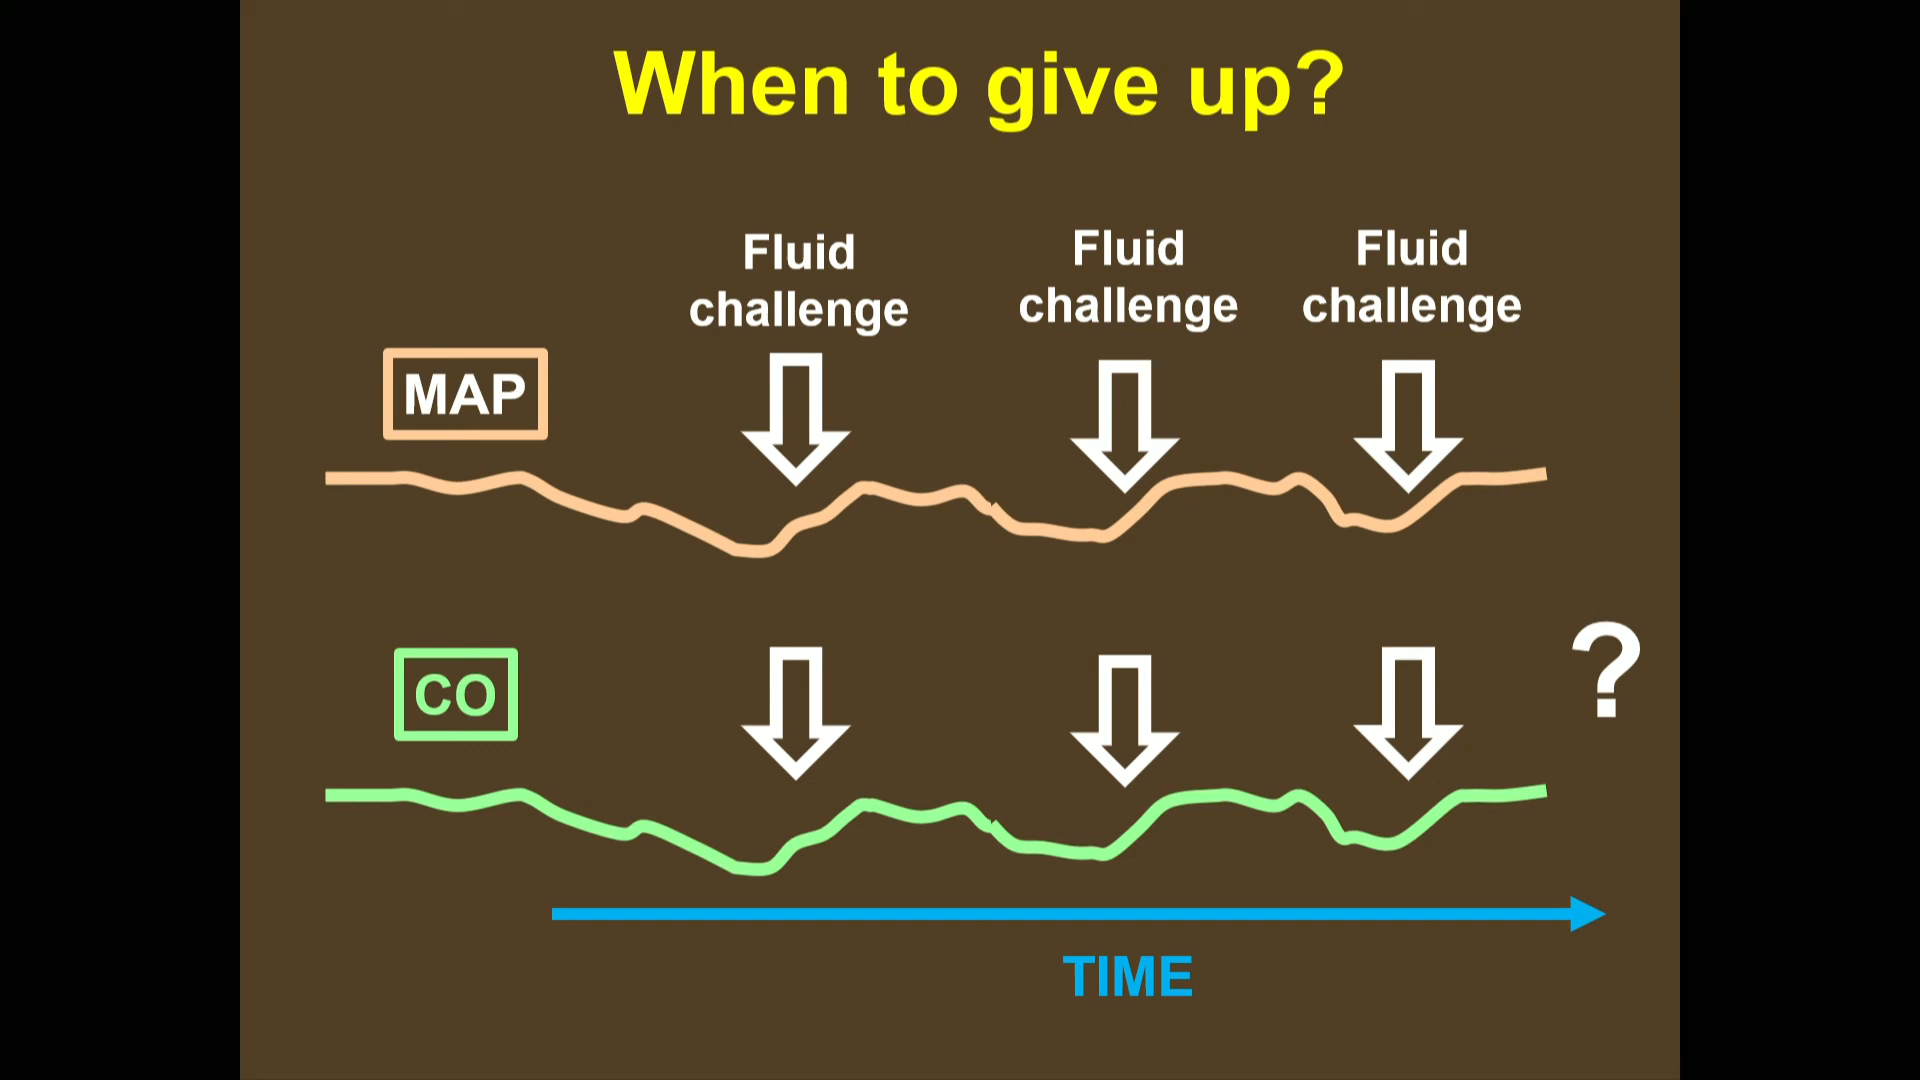 When to give up?
Fluid
challenge
Fluid
challenge
Fluid
challenge
MAP
CO
?
TIME